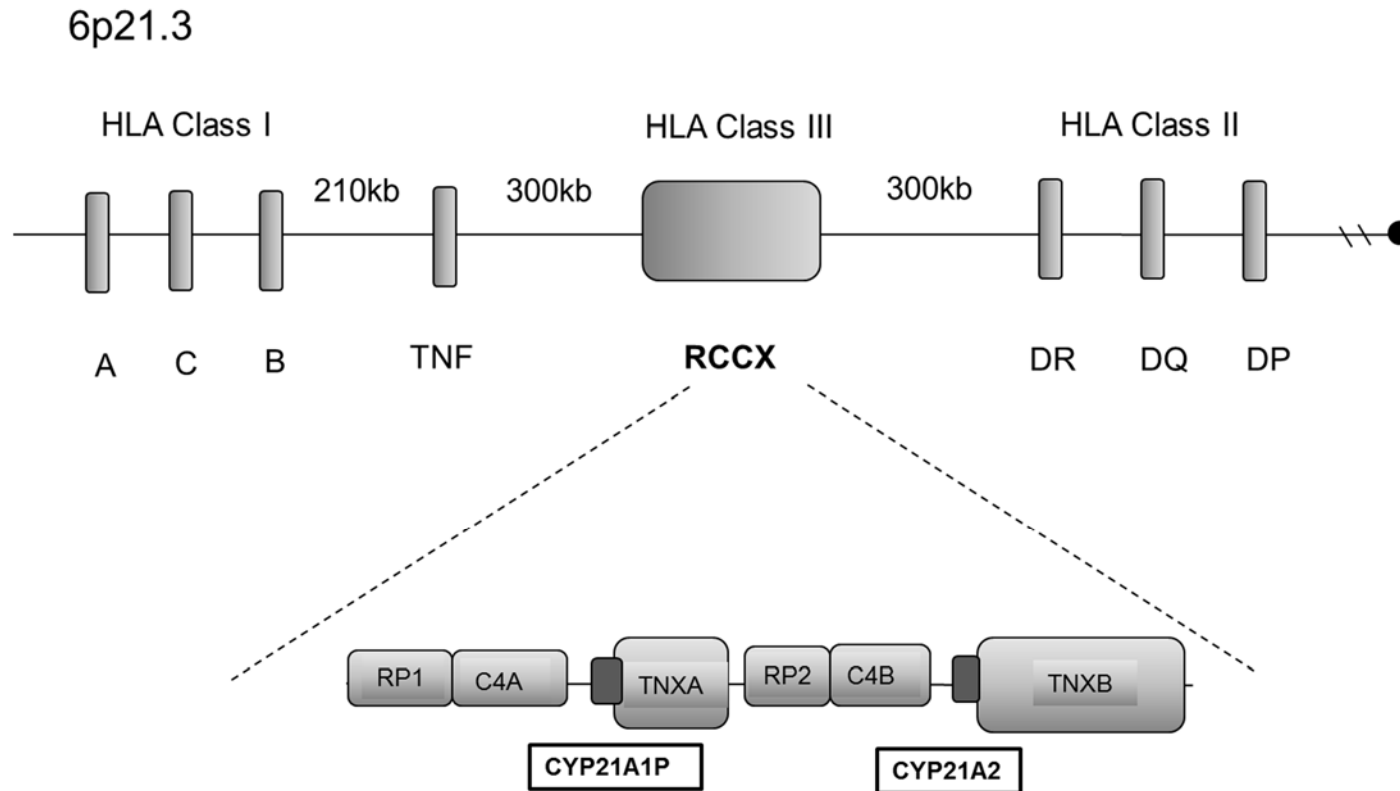 6p21.3
HLA Class I
HLA Class III
HLA Class II
210kb
300kb
300kb
A
C
B
TNF
RCCX
DR
DQ
DP
RP1
C4A
TNXA
RP2
C4B
TNXB
CYP21A1P
CYP21A2